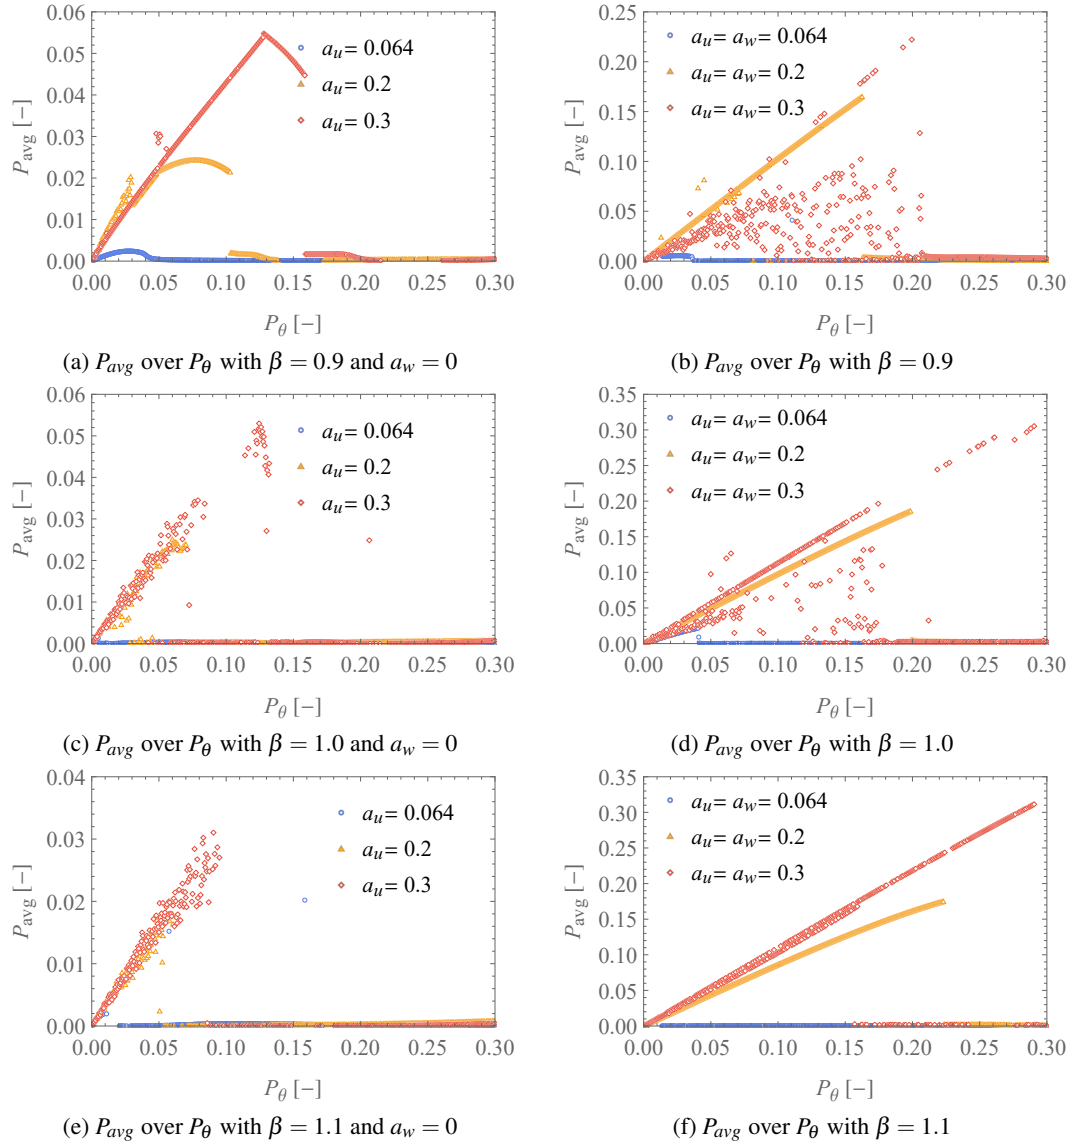 0.06
0.05
0.04
0.03
0.02
0.01
0.00
P_avg [−]
a_u = 0.064
a_u = 0.2
a_u = 0.3
0.00 0.05 0.10 0.15 0.20 0.25 0.30
P_θ [−]
(a) P_avg over P_θ with β = 0.9 and a_w = 0
0.25
0.20
0.15
0.10
0.05
0.00
P_avg [−]
a_u = a_w = 0.064
a_u = a_w = 0.2
a_u = a_w = 0.3
0.00 0.05 0.10 0.15 0.20 0.25 0.30
P_θ [−]
(b) P_avg over P_θ with β = 0.9
0.06
0.05
0.04
0.03
0.02
0.01
0.00
P_avg [−]
a_u = 0.064
a_u = 0.2
a_u = 0.3
0.00 0.05 0.10 0.15 0.20 0.25 0.30
P_θ [−]
(c) P_avg over P_θ with β = 1.0 and a_w = 0
0.35
0.30
0.25
0.20
0.15
0.10
0.05
0.00
P_avg [−]
a_u = a_w = 0.064
a_u = a_w = 0.2
a_u = a_w = 0.3
0.00 0.05 0.10 0.15 0.20 0.25 0.30
P_θ [−]
(d) P_avg over P_θ with β = 1.0
0.04
0.03
0.02
0.01
0.00
P_avg [−]
a_u = 0.064
a_u = 0.2
a_u = 0.3
0.00 0.05 0.10 0.15 0.20 0.25 0.30
P_θ [−]
(e) P_avg over P_θ with β = 1.1 and a_w = 0
0.35
0.30
0.25
0.20
0.15
0.10
0.05
0.00
P_avg [−]
a_u = a_w = 0.064
a_u = a_w = 0.2
a_u = a_w = 0.3
0.00 0.05 0.10 0.15 0.20 0.25 0.30
P_θ [−]
(f) P_avg over P_θ with β = 1.1